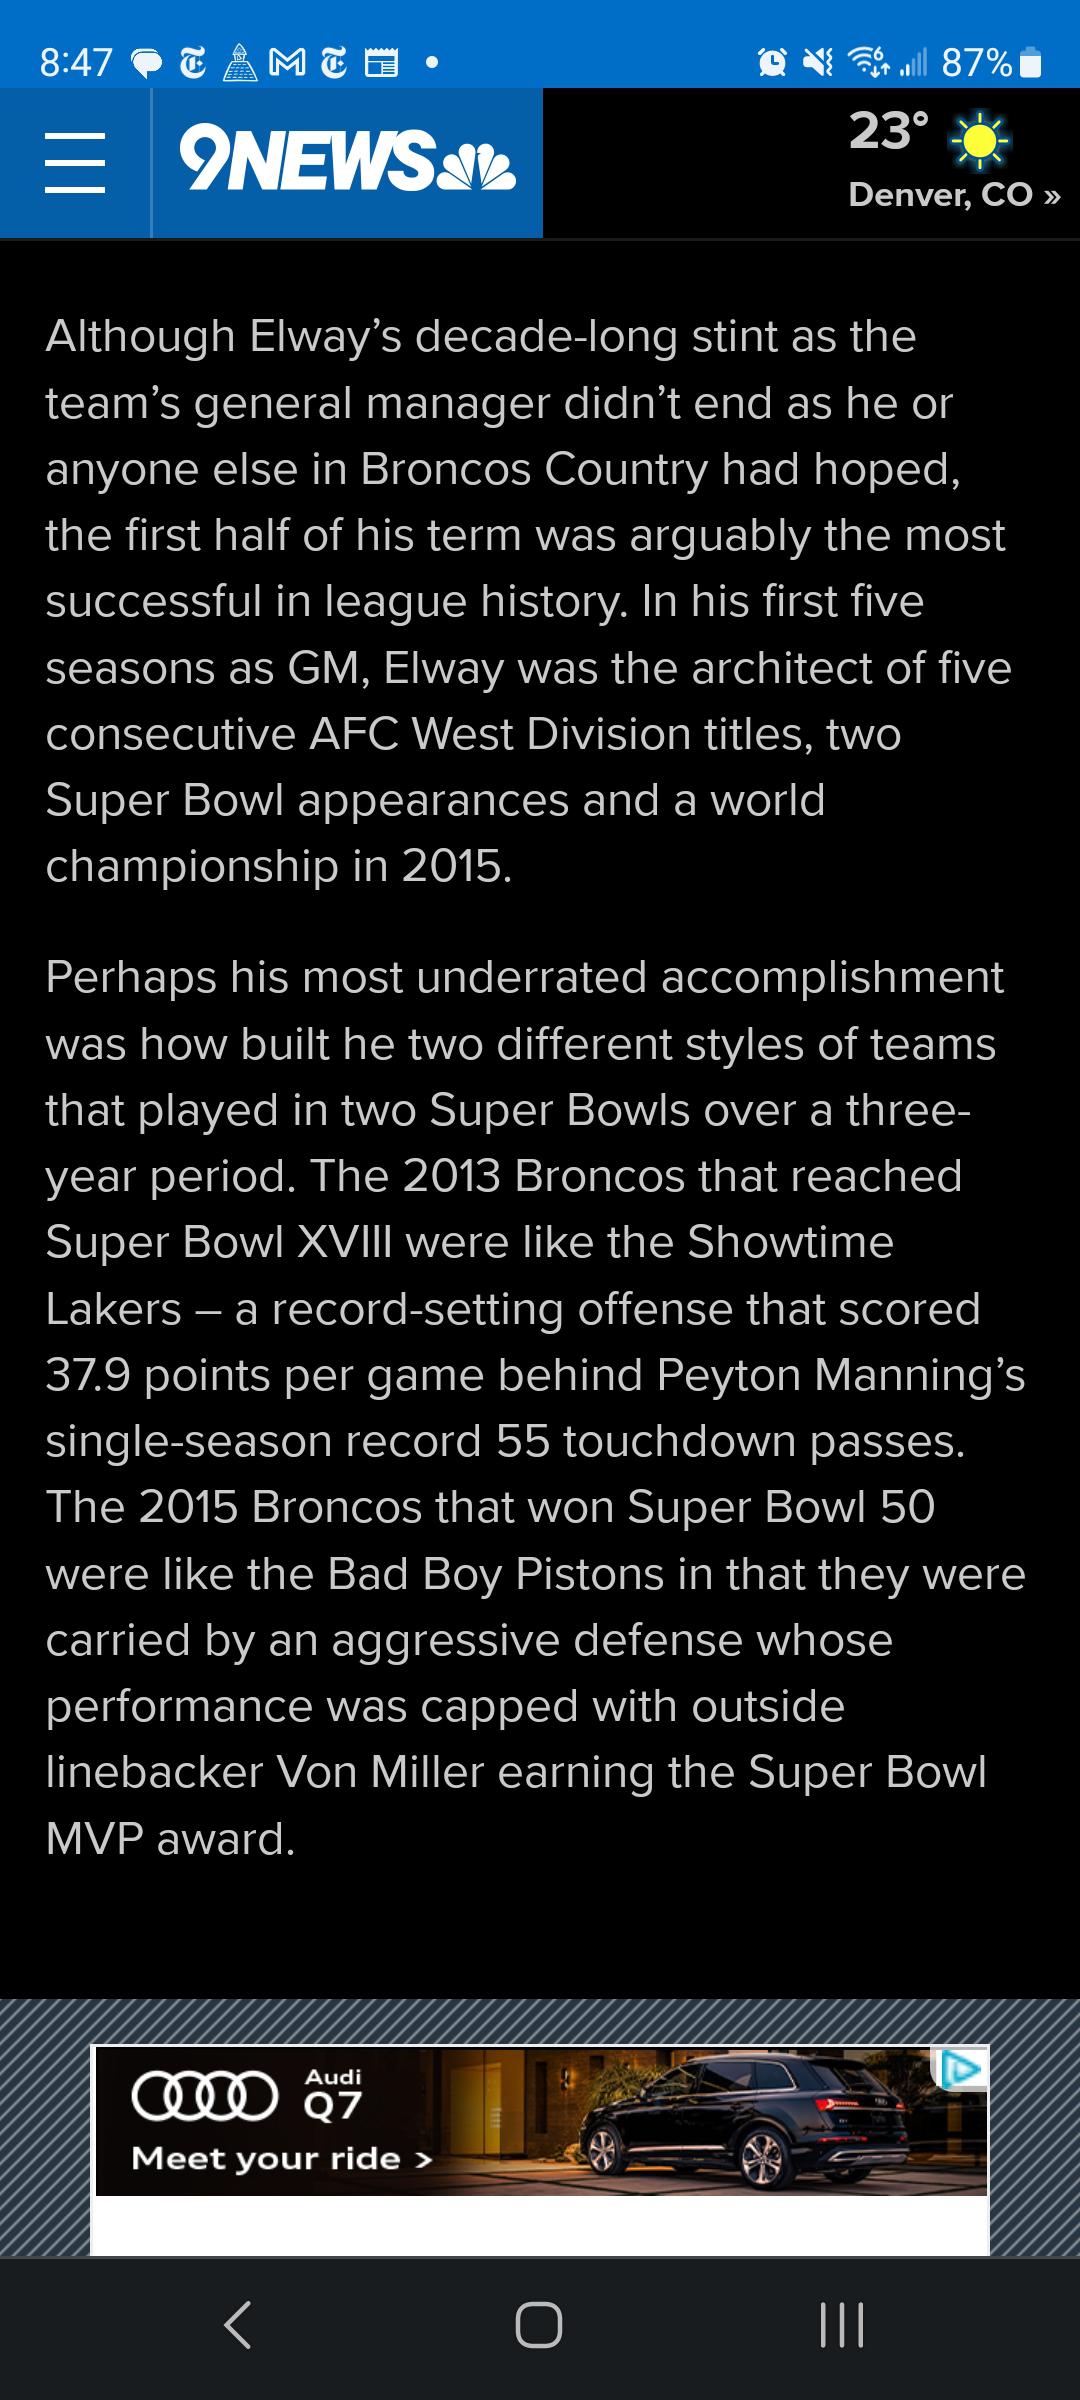 8:47
87%
9NEWS
23°
Denver, CO »
Although Elway’s decade-long stint as the
team’s general manager didn’t end as he or
anyone else in Broncos Country had hoped,
the first half of his term was arguably the most
successful in league history. In his first five
seasons as GM, Elway was the architect of five
consecutive AFC West Division titles, two
Super Bowl appearances and a world
championship in 2015.
Perhaps his most underrated accomplishment
was how built he two different styles of teams
that played in two Super Bowls over a three-
year period. The 2013 Broncos that reached
Super Bowl XVIII were like the Showtime
Lakers – a record-setting offense that scored
37.9 points per game behind Peyton Manning’s
single-season record 55 touchdown passes.
The 2015 Broncos that won Super Bowl 50
were like the Bad Boy Pistons in that they were
carried by an aggressive defense whose
performance was capped with outside
linebacker Von Miller earning the Super Bowl
MVP award.
Audi
Q7
Meet your ride >